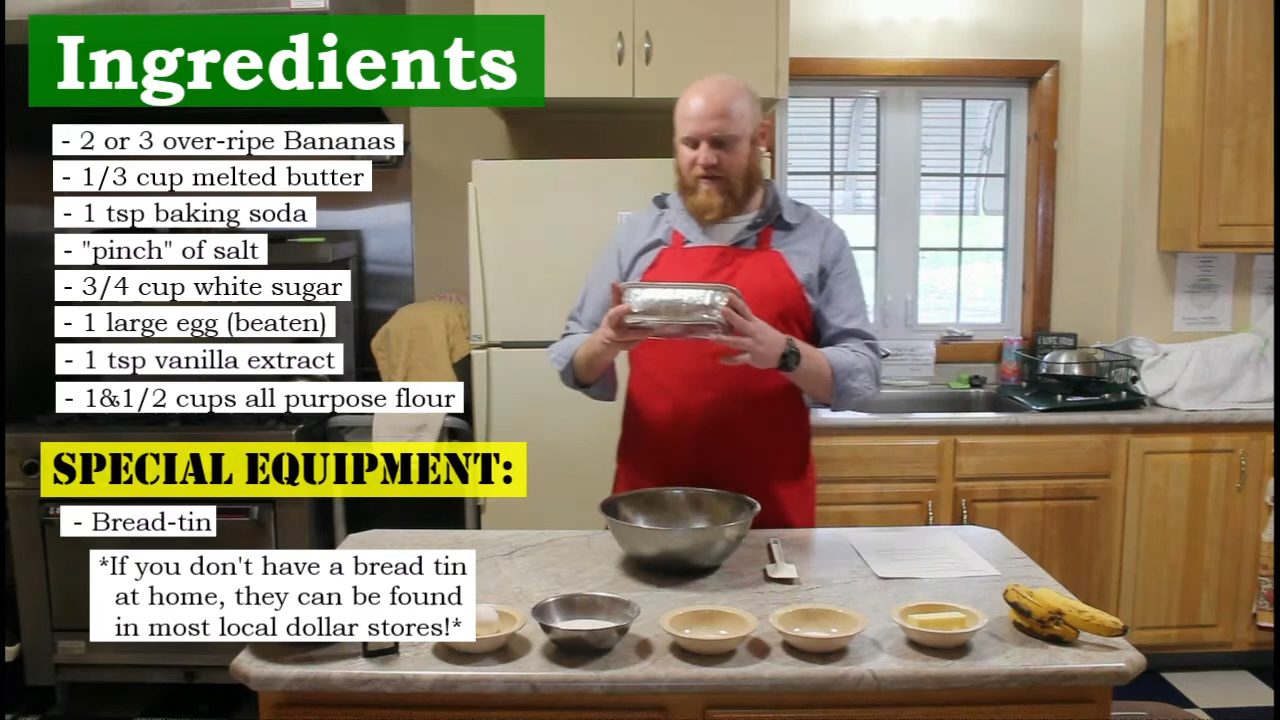 Ingredients
- 2 or 3 over-ripe Bananas
- 1/3 cup melted butter
- 1 tsp baking soda
- "pinch" of salt
- 3/4 cup white sugar
- 1 large egg (beaten)
- 1 tsp vanilla extract
- 1&1/2 cups all purpose flour
SPECIAL EQUIPMENT:
- Bread-tin
*If you don't have a bread tin
at home, they can be found
in most local dollar stores!*